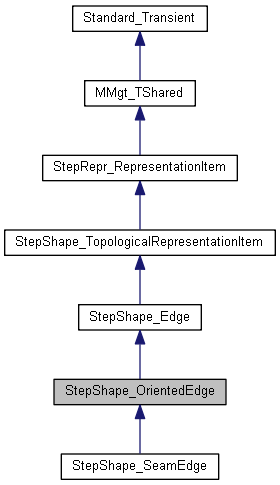 Standard_Transient
MMgt_TShared
StepRepr_RepresentationItem
StepShape_TopologicalRepresentationItem
StepShape_Edge
StepShape_OrientedEdge
StepShape_SeamEdge